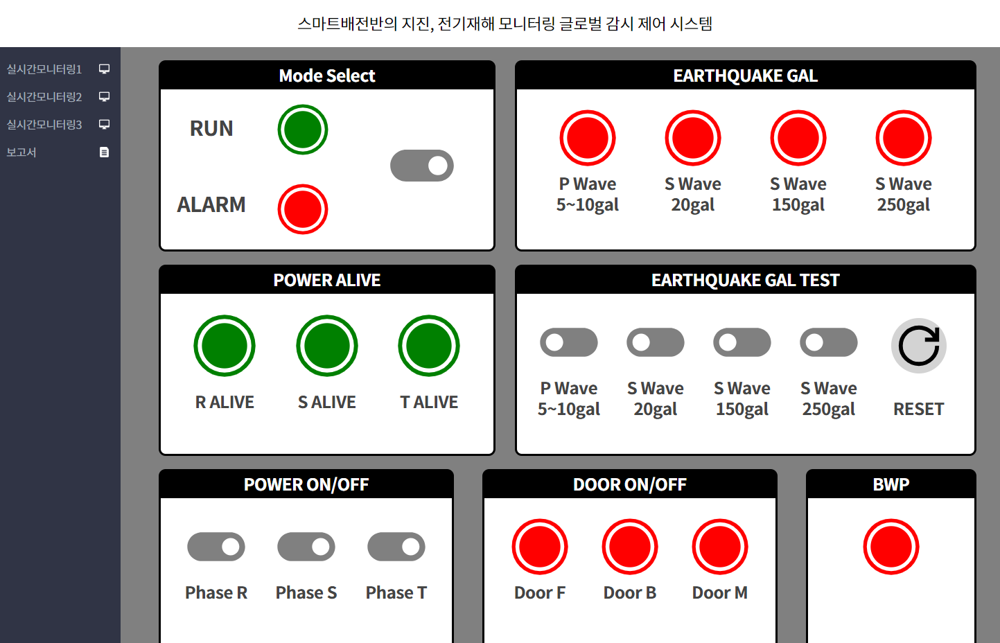 스마트배전반의 지진, 전기재해 모니터링 글로벌 감시 제어 시스템
실시간모니터링1
실시간모니터링2
실시간모니터링3
보고서
Mode Select
RUN
ALARM
EARTHQUAKE GAL
P Wave
5~10gal
S Wave
20gal
S Wave
150gal
S Wave
250gal
POWER ALIVE
R ALIVE
S ALIVE
T ALIVE
EARTHQUAKE GAL TEST
P Wave
5~10gal
S Wave
20gal
S Wave
150gal
S Wave
250gal
RESET
POWER ON/OFF
Phase R
Phase S
Phase T
DOOR ON/OFF
Door F
Door B
Door M
BWP